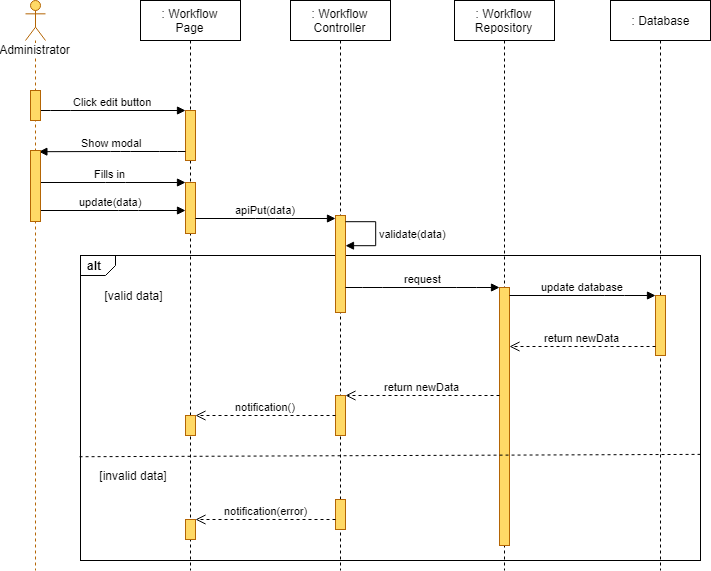 : Workflow
Page
: Workflow
Controller
: Workflow
Repository
: Database
Administrator
Click edit button
Show modal
Fills in
update(data)
apiPut(data)
validate(data)
alt
request
update database
[valid data]
return newData
return newData
notification()
[invalid data]
notification(error)